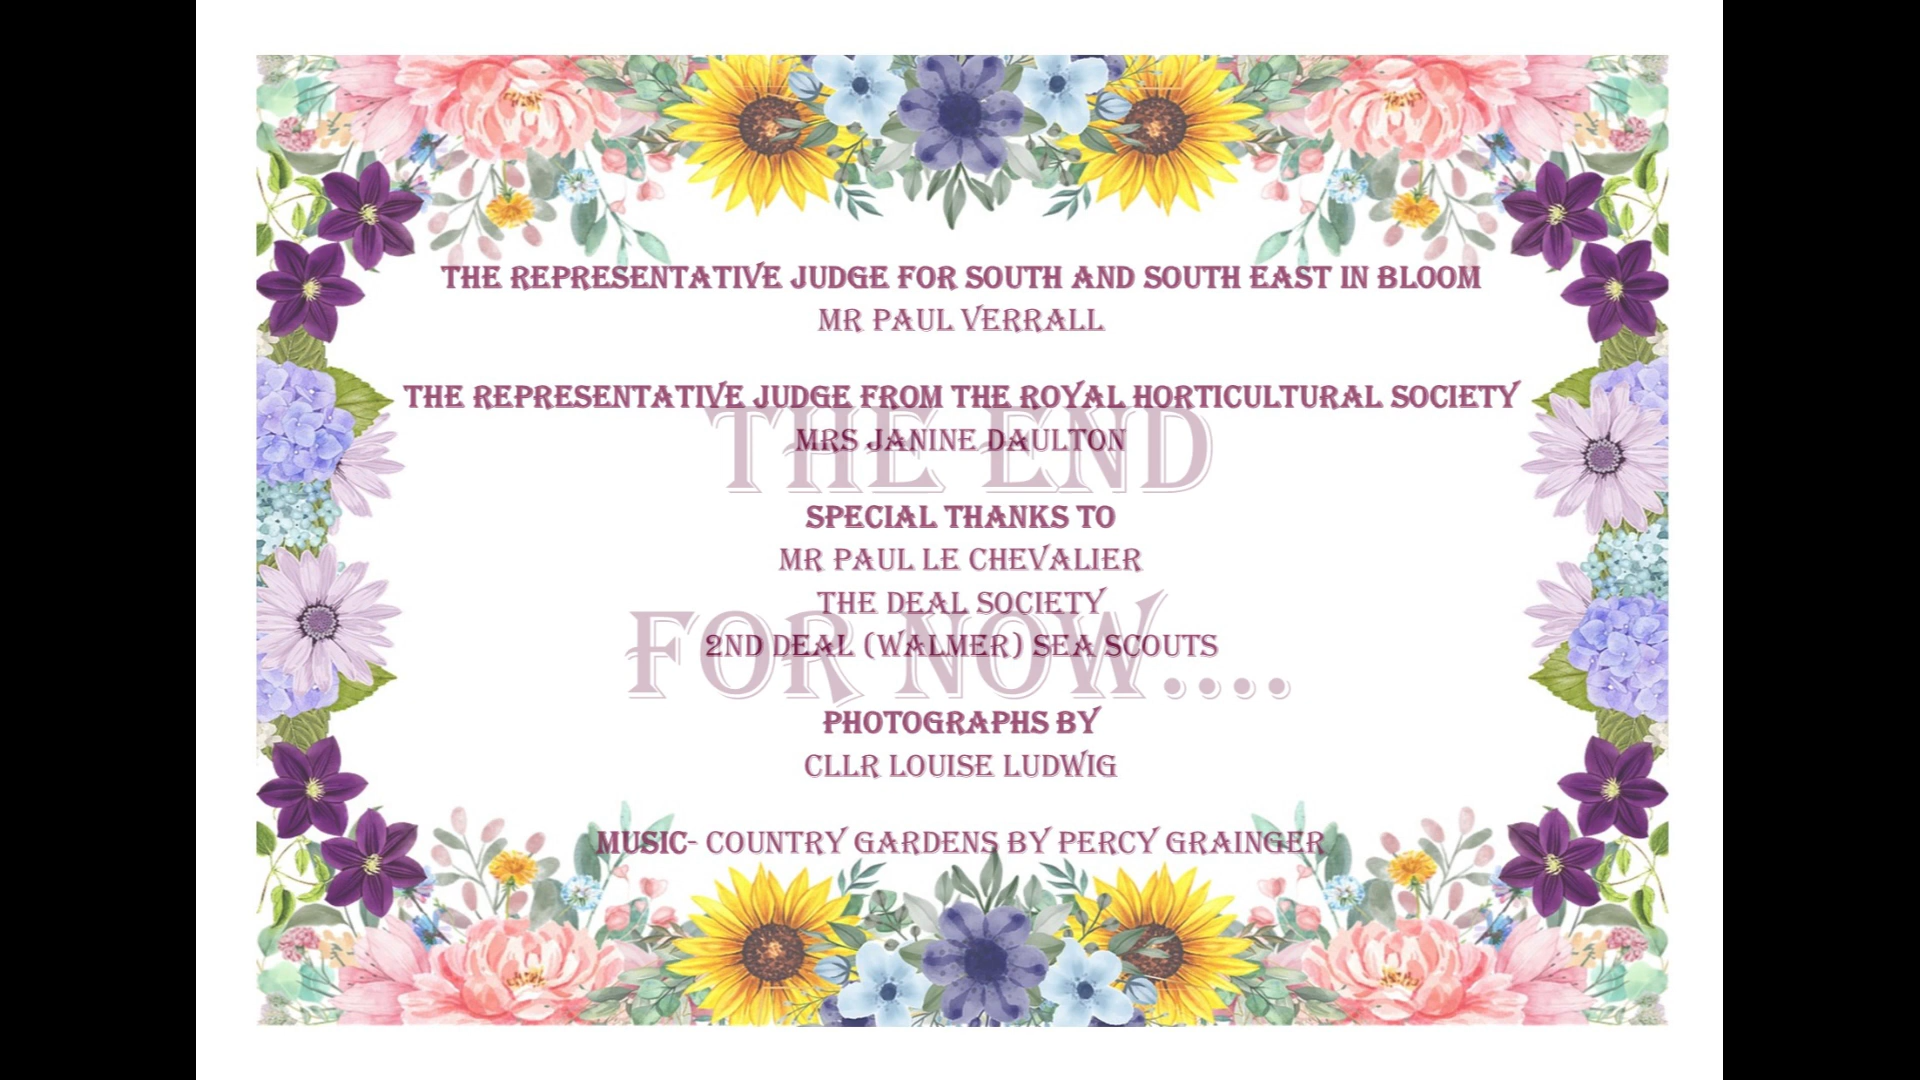 THE REPRESENTATIVE JUDGE FOR SOUTH AND SOUTH EAST IN BLOOM
MR PAUL VERRALL
THE REPRESENTATIVE JUDGE FROM THE ROYAL HORTICULTURAL SOCIETY
MRS JANINE DAULTON
THE END
SPECIAL THANKS TO
MR PAUL LE CHEVALIER
THE DEAL SOCIETY
2ND DEAL (WALMER) SEA SCOUTS
FOR NOW....
PHOTOGRAPHS BY
CLLR LOUISE LUDWIG
MUSIC- COUNTRY GARDENS BY PERCY GRAINGER